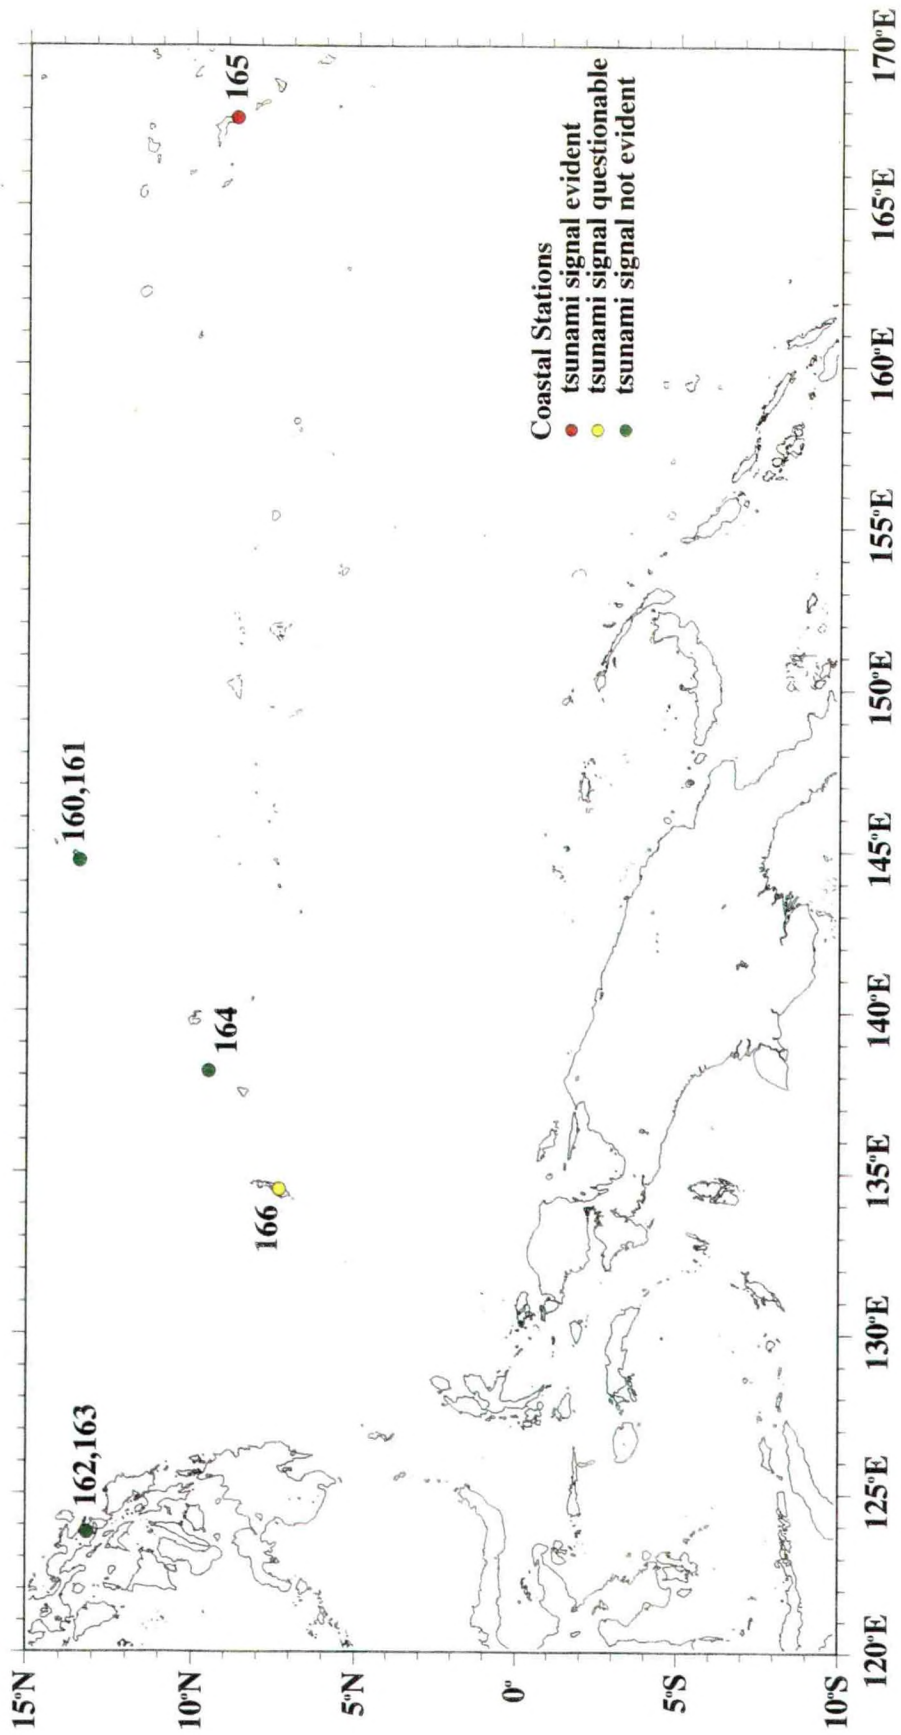 15°N
10°N
5°N
0°
5°S
10°S
120°E
125°E
130°E
135°E
140°E
145°E
150°E
155°E
160°E
165°E
170°E
162,163
166
164
160,161
165
Coastal Stations
tsunami signal evident
tsunami signal questionable
tsunami signal not evident